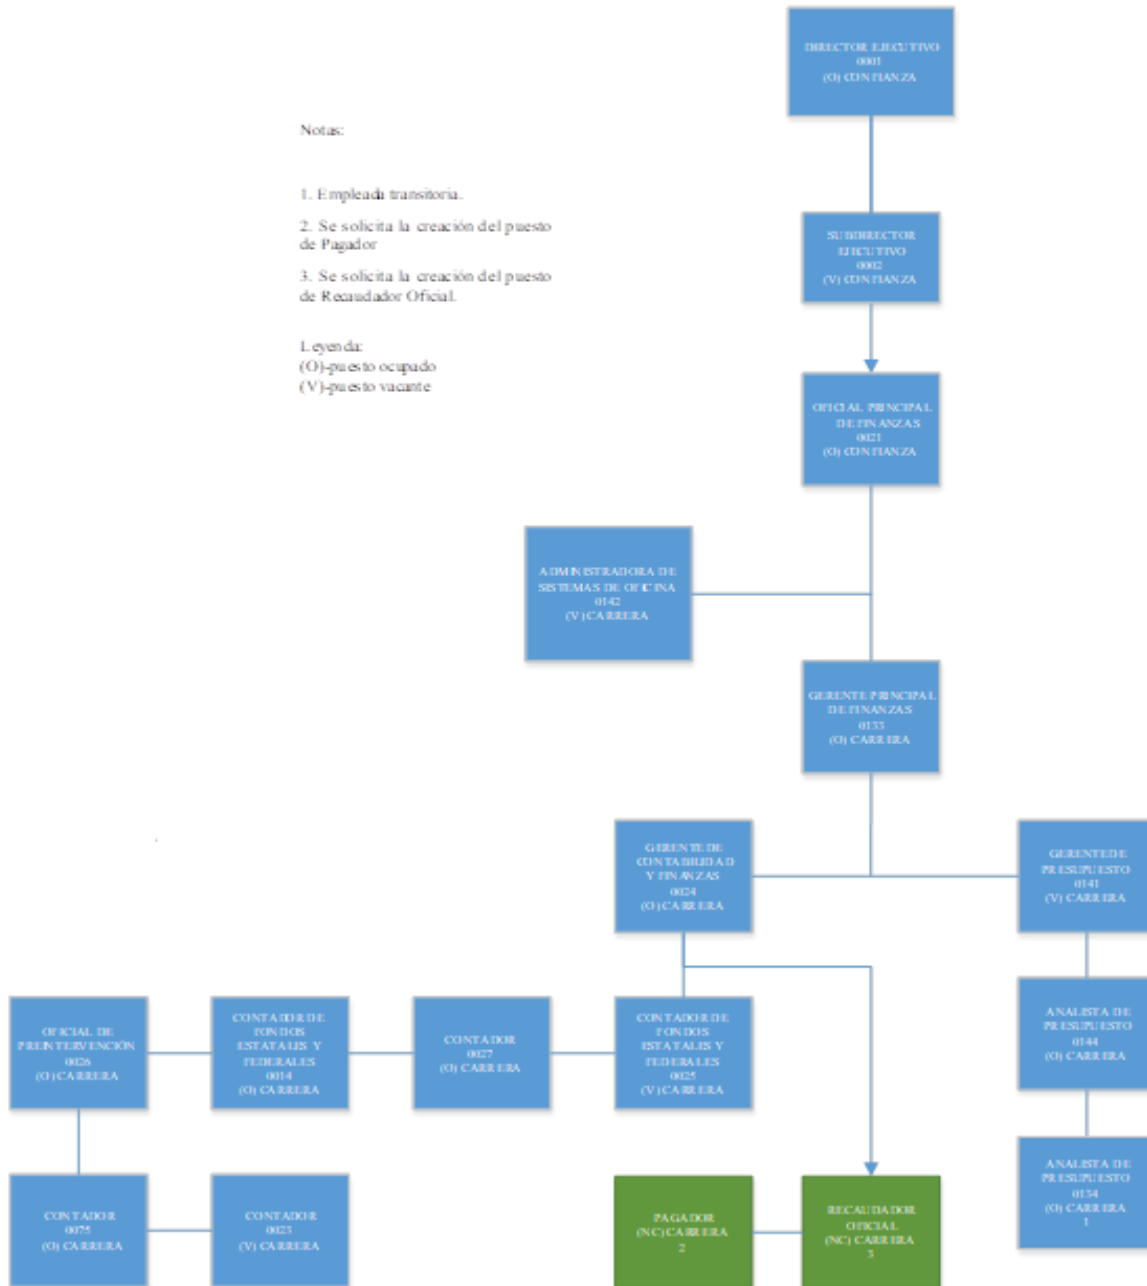 DIRECTOR EJECUTIVO
0001
(O) CONFIANZA
Notas:
1. Empleada transitoria.
2. Se solicita la creación del puesto
de Pagador
3. Se solicita la creación del puesto
de Recaudador Oficial.
Leyenda:
(O)-puesto ocupado
(V)-puesto vacante
SUBDIRECTOR
EJECUTIVO
0002
(V) CONFIANZA
OFICIAL PRINCIPAL
DE FINANZAS
0021
(O) CONFIANZA
ADMINISTRADORA DE
SISTEMAS DE OFICINA
0142
(V) CARRERA
GERENTE PRINCIPAL
DE FINANZAS
0133
(O) CARRERA
GERENTE DE
CONTABILIDAD
Y FINANZAS
0024
(O) CARRERA
GERENTE DE
PRESUPUESTO
0141
(V) CARRERA
OFICIAL DE
PREINTERVENCIÓN
0026
(O) CARRERA
CONTADOR DE
FONDOS
ESTATALES Y
FEDERALES
0014
(O) CARRERA
CONTADOR
0027
(O) CARRERA
CONTADOR DE
FONDOS
ESTATALES Y
FEDERALES
0025
(V) CARRERA
ANALISTA DE
PRESUPUESTO
0144
(O) CARRERA
CONTADOR
0075
(O) CARRERA
CONTADOR
0023
(V) CARRERA
PAGADOR
(NC) CARRERA
2
RECAUDADOR
OFICIAL
(NC) CARRERA
3
ANALISTA DE
PRESUPUESTO
0134
(O) CARRERA
1